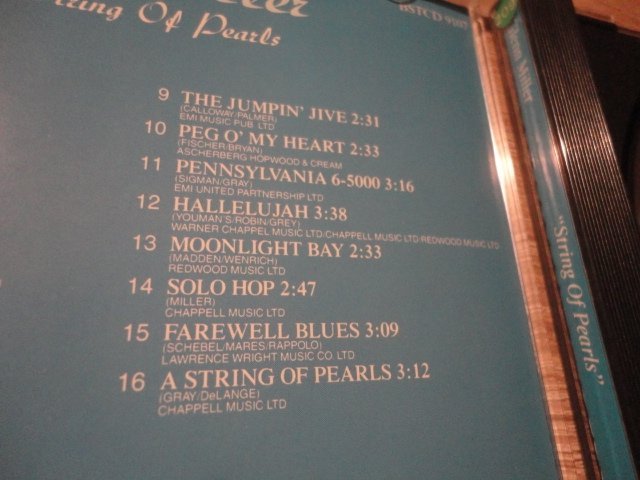 String Of Pearls
BSTCD 9107
9 THE JUMPIN' JIVE 2:31
(CALLOWAY/PALMER)
EMI MUSIC PUB LTD
10 PEG O' MY HEART 2:33
(FISCHER/BRYAN)
ASCHERBERG HOPWOOD & CREAM
11 PENNSYLVANIA 6-5000 3:16
(SIGMAN/GRAY)
EMI UNITED PARTNERSHIP LTD
12 HALLELUJAH 3:38
(YOUMAN'S/ROBIN/GREY)
WARNER CHAPPEL MUSIC LTD/CHAPPELL MUSIC LTD/REDWOOD MUSIC LTD
13 MOONLIGHT BAY 2:33
(MADDEN/WENRICH)
REDWOOD MUSIC LTD
14 SOLO HOP 2:47
(MILLER)
CHAPPELL MUSIC LTD
15 FAREWELL BLUES 3:09
(SCHEBEL/MARES/RAPPOLO)
LAWRENCE WRIGHT MUSIC CO LTD
16 A STRING OF PEARLS 3:12
(GRAY/DeLANGE)
CHAPPELL MUSIC LTD
Miller
"String Of Pearls"